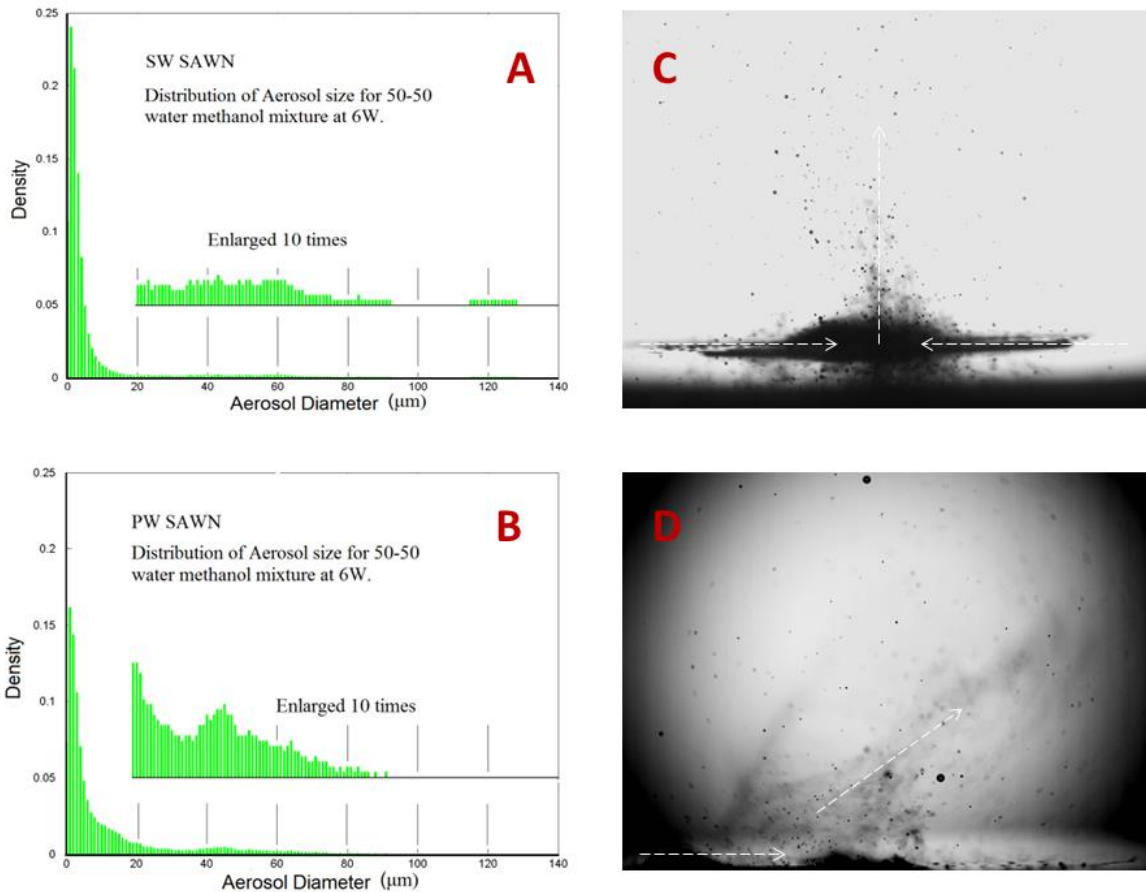 0.25
0.2
0.15
0.1
0.05
0
Density
SW SAWN
Distribution of Aerosol size for 50-50
water methanol mixture at 6W.
A
Enlarged 10 times
0 20 40 60 80 100 120 140
Aerosol Diameter (μm)
C
0.25
0.2
0.15
0.1
0.05
0
Density
PW SAWN
Distribution of Aerosol size for 50-50
water methanol mixture at 6W.
B
Enlarged 10 times
0 20 40 60 80 100 120 140
Aerosol Diameter (μm)
D